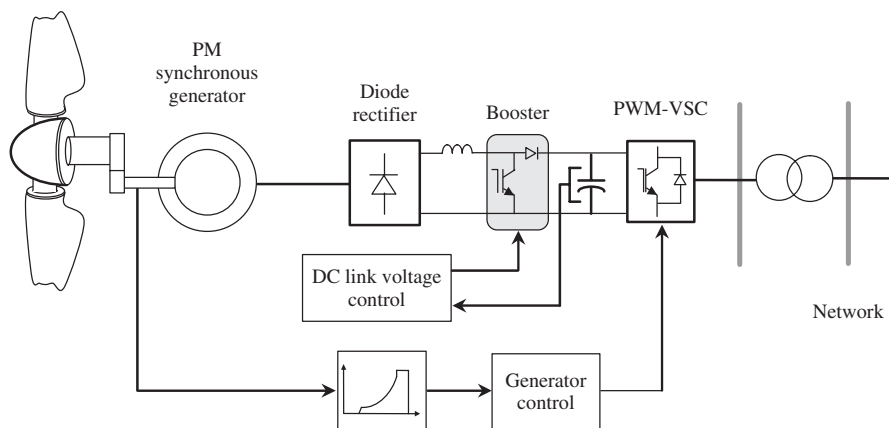 PM
synchronous
generator
Diode
rectifier
Booster
PWM-VSC
DC link voltage
control
Network
Generator
control